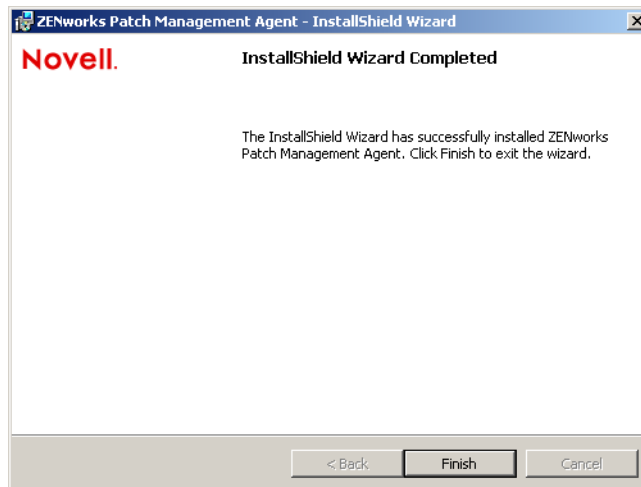 ZENworks Patch Management Agent - InstallShield Wizard
Novell.
InstallShield Wizard Completed
The InstallShield Wizard has successfully installed ZENworks
Patch Management Agent. Click Finish to exit the wizard.
< Back
Finish
Cancel